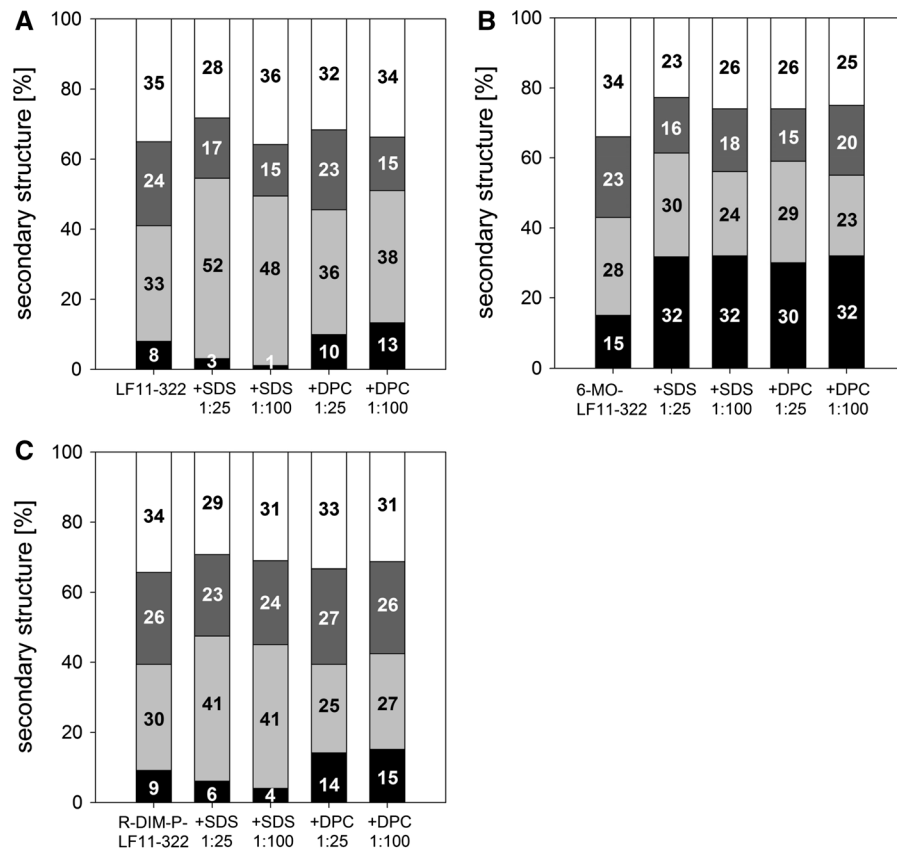 A
secondary structure [%]
100
80
60
40
20
0
35 28 36 32 34
24 17 15 23 15
33 52 48 36 38
8 3 1 10 13
LF11-322 +SDS +SDS +DPC +DPC
1:25 1:100 1:25 1:100
B
secondary structure [%]
100
80
60
40
20
0
34 23 26 26 25
23 16 18 15 20
28 30 24 29 23
15 32 32 30 32
6-MO- +SDS +SDS +DPC +DPC
LF11-322 1:25 1:100 1:25 1:100
C
secondary structure [%]
100
80
60
40
20
0
34 29 31 33 31
26 23 24 27 26
30 41 41 25 27
9 6 4 14 15
R-DIM-P- +SDS +SDS +DPC +DPC
LF11-322 1:25 1:100 1:25 1:100